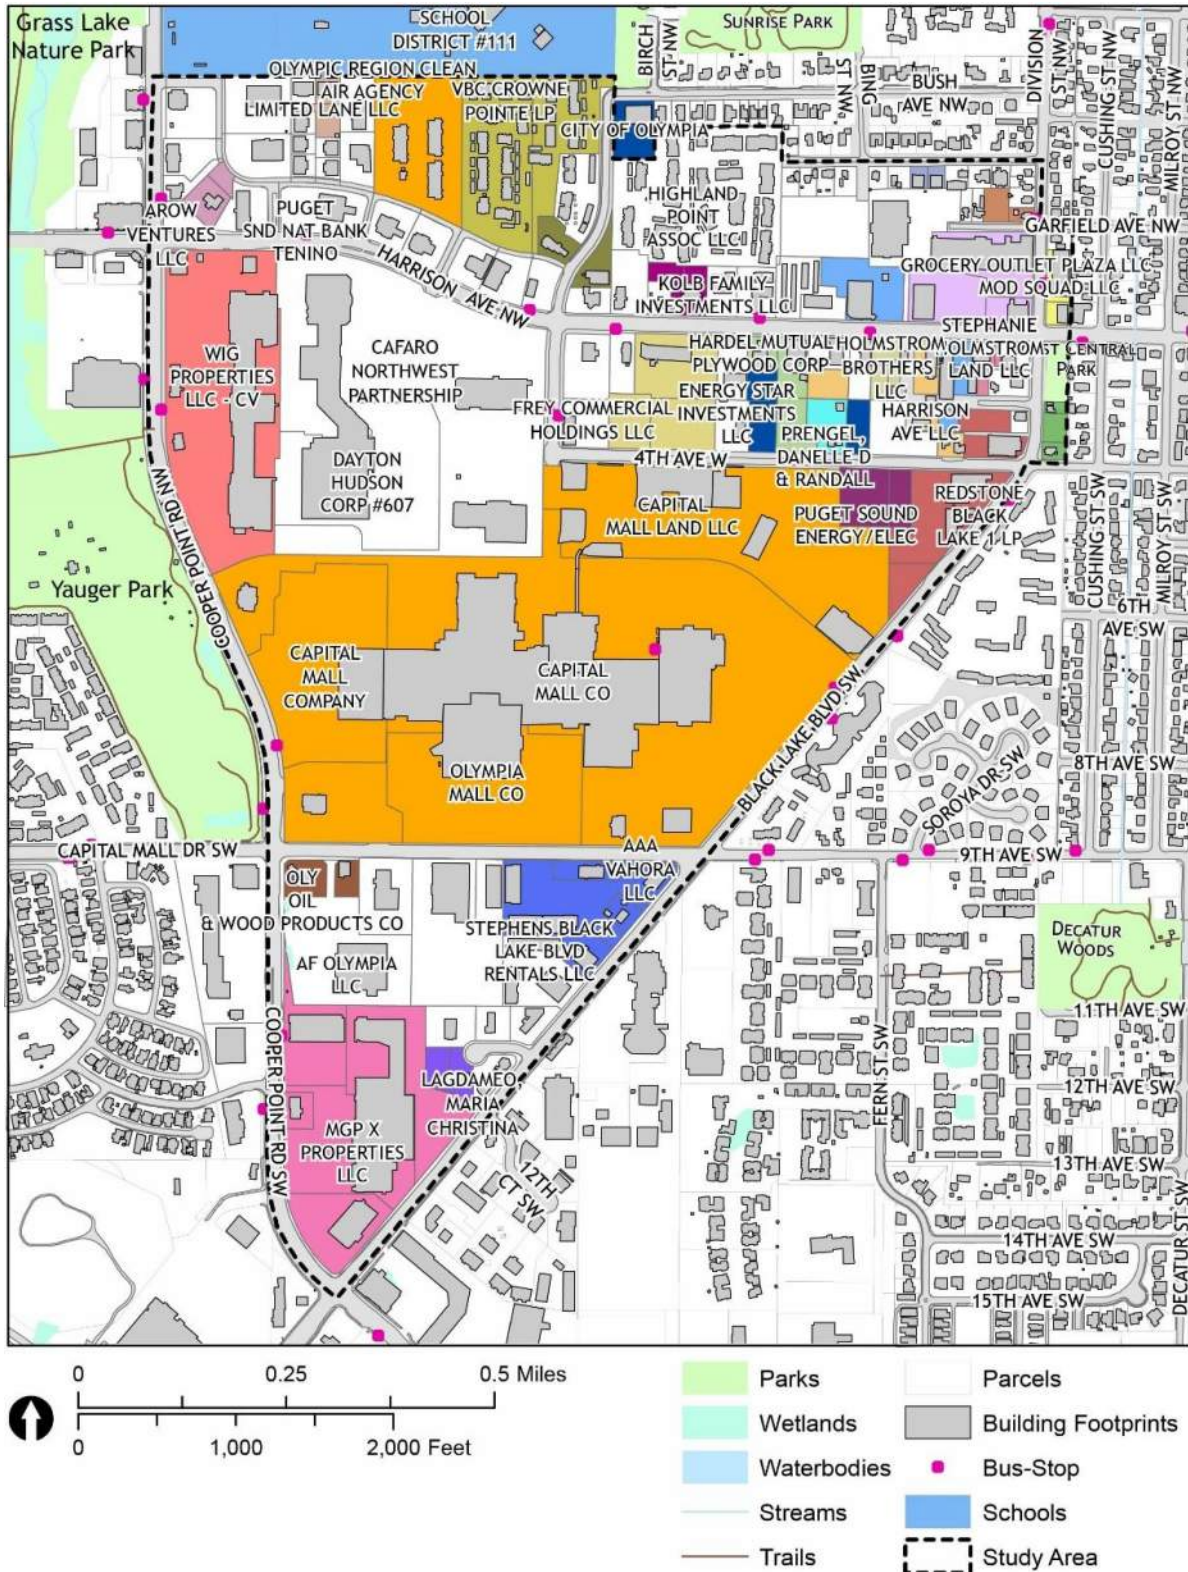 Grass Lake
Nature Park
SCHOOL
DISTRICT #111
SUNRISE PARK
BIRCH
ST NW
BING
ST NW
BUSH
AVE NW
DIVISION
ST NW
CUSHING ST NW
MILROY ST NW
OLYMPIC REGION CLEAN
AIR AGENCY
LIMITED LANE LLC
VBC CROWNE
POINTE LP
CITY OF OLYMPIA
AROW
VENTURES
LLC
PUGET
SND NAT BANK
TENINO
HARRISON AVE NW
HIGHLAND
POINT
ASSOC LLC
GARFIELD AVE NW
GROCERY OUTLET PLAZA LLC
MOD SQUAD LLC
KOLB FAMILY
INVESTMENTS LLC
STEPHANIE
HOLMSTROM
LAND LLC
WEST CENTRAL
PARK
WIG
PROPERTIES
LLC - CV
CAFARO
NORTHWEST
PARTNERSHIP
HARDEL MUTUAL
PLYWOOD CORP
HOLMSTROM
BROTHERS
LLC
ENERGY STAR
INVESTMENTS
LLC
FREY COMMERCIAL
HOLDINGS LLC
HARRISON
AVE LLC
PRENGEL,
DANELLE D
& RANDALL
4TH AVE W
DAYTON
HUDSON
CORP #607
CAPITAL
MALL LAND LLC
PUGET SOUND
ENERGY/ELEC
REDSTONE
BLACK
LAKE 1 LP
COOPER POINT RD NW
CUSHING ST SW
MILROY ST SW
Yauger Park
6TH
AVE SW
CAPITAL
MALL
COMPANY
CAPITAL
MALL CO
BLACK LAKE BLVD SW
OLYMPIA
MALL CO
SOROYA DR SW
8TH AVE SW
CAPITAL MALL DR SW
9TH AVE SW
AAA
VAHORA
LLC
OLY
OIL
& WOOD PRODUCTS CO
STEPHENS BLACK
LAKE BLVD
RENTALS LLC
DECATUR
WOODS
AF OLYMPIA
LLC
11TH AVE SW
COOPER POINT RD SW
FERN ST SW
LAGDAMEO
MARIA
CHRISTINA
12TH AVE SW
MGP X
PROPERTIES
LLC
12TH
CT SW
13TH AVE SW
14TH AVE SW
DECATUR ST SW
15TH AVE SW
0 0.25 0.5 Miles
0 1,000 2,000 Feet
Parks
Wetlands
Waterbodies
Streams
Trails
Parcels
Building Footprints
Bus-Stop
Schools
Study Area